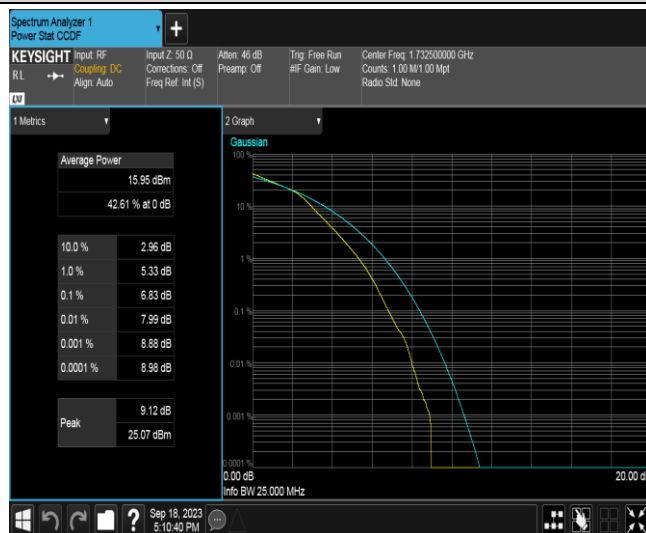 Spectrum Analyzer 1
Power Stat CCDF
KEYSIGHT
RL
LXI
Input: RF
Coupling: DC
Align: Auto
Input Z: 50 Ω
Corrections: Off
Freq Ref: Int (S)
Atten: 46 dB
Preamp: Off
Trig: Free Run
#IF Gain: Low
Center Freq: 1.732500000 GHz
Counts: 1.00 M/1.00 Mpt
Radio Std: None
1 Metrics
Average Power
15.95 dBm
42.61 % at 0 dB
10.0 % 2.96 dB
1.0 % 5.33 dB
0.1 % 6.83 dB
0.01 % 7.99 dB
0.001 % 8.88 dB
0.0001 % 8.98 dB
Peak
9.12 dB
25.07 dBm
2 Graph
Gaussian
100 %
10 %
1 %
0.1 %
0.01 %
0.001 %
0.0001 %
0.00 dB 20.00 d
Info BW 25.000 MHz
?
Sep 18, 2023
5:10:40 PM